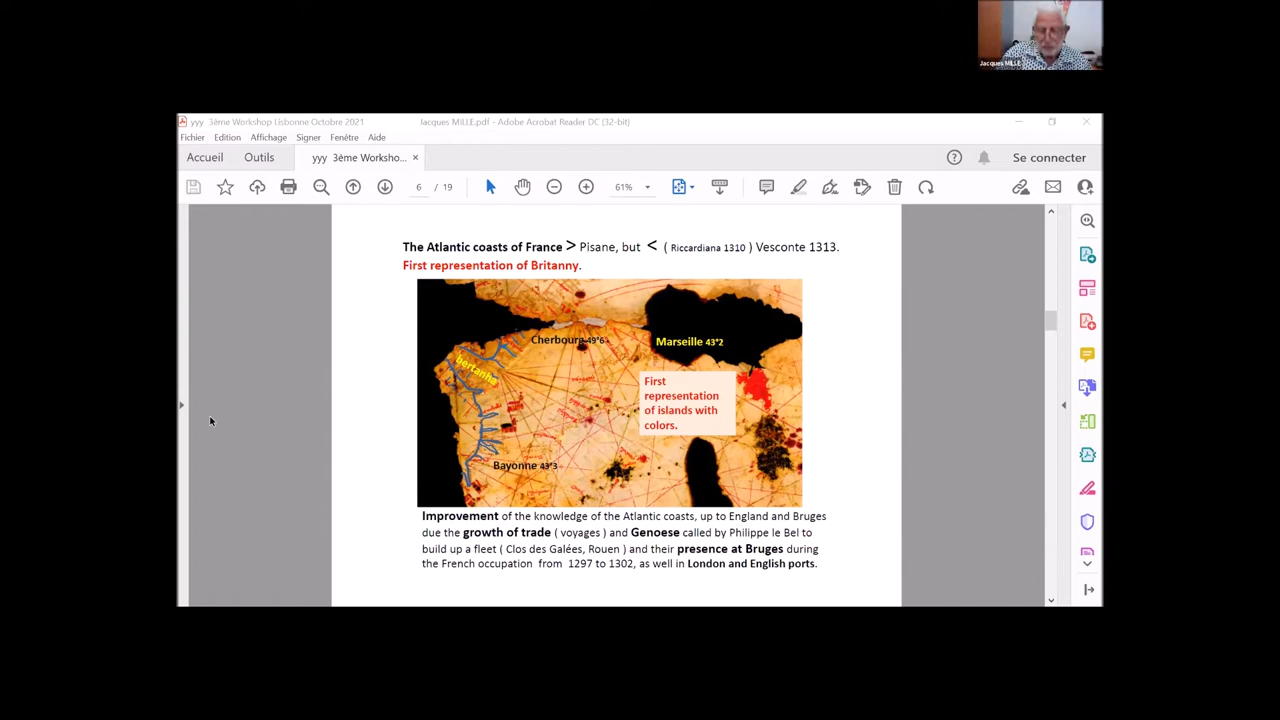 Jacques MILLE
yyy 3ème Workshop Lisbonne Octobre 2021 Jacques MILLE.pdf - Adobe Acrobat Reader DC (32-bit)
Fichier Edition Affichage Signer Fenêtre Aide
Accueil Outils yyy 3ème Worksho... × Se connecter
6 / 19 61%
The Atlantic coasts of France > Pisane, but < ( Riccardiana 1310 ) Vesconte 1313.
First representation of Britanny.
Cherbourg 49°6
Marseille 43°2
bertanha
First
representation
of islands with
colors.
Bayonne 43°3
Improvement of the knowledge of the Atlantic coasts, up to England and Bruges
due the growth of trade ( voyages ) and Genoese called by Philippe le Bel to
build up a fleet ( Clos des Galées, Rouen ) and their presence at Bruges during
the French occupation from 1297 to 1302, as well in London and English ports.